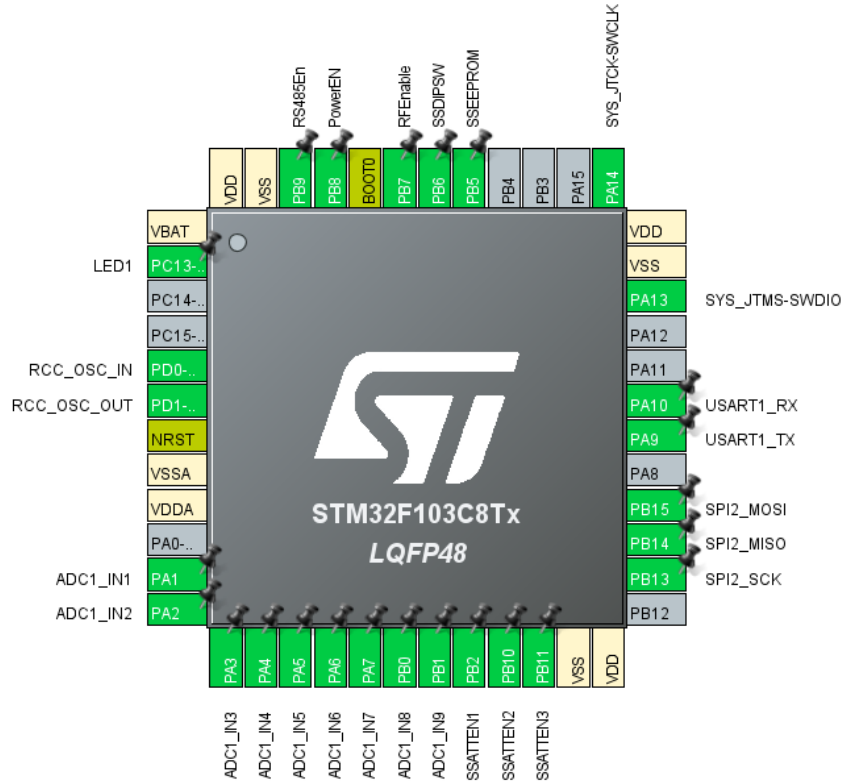 RS485En
PowerEN
RFEnable
SSDIPSW
SSEEPROM
SYS_JTCK-SWCLK
VDD
VSS
PB9
PB8
BOOT0
PB7
PB6
PB5
PB4
PB3
PA15
PA14
VBAT
LED1 PC13-..
PC14-..
PC15-..
RCC_OSC_IN PD0-..
RCC_OSC_OUT PD1-..
NRST
VSSA
VDDA
PA0-..
ADC1_IN1 PA1
ADC1_IN2 PA2
VDD
VSS
PA13 SYS_JTMS-SWDIO
PA12
PA11
PA10 USART1_RX
PA9 USART1_TX
PA8
PB15 SPI2_MOSI
PB14 SPI2_MISO
PB13 SPI2_SCK
PB12
ST
STM32F103C8Tx
LQFP48
PA3
PA4
PA5
PA6
PA7
PB0
PB1
PB2
PB10
PB11
VSS
VDD
ADC1_IN3
ADC1_IN4
ADC1_IN5
ADC1_IN6
ADC1_IN7
ADC1_IN8
ADC1_IN9
SSATTEN1
SSATTEN2
SSATTEN3